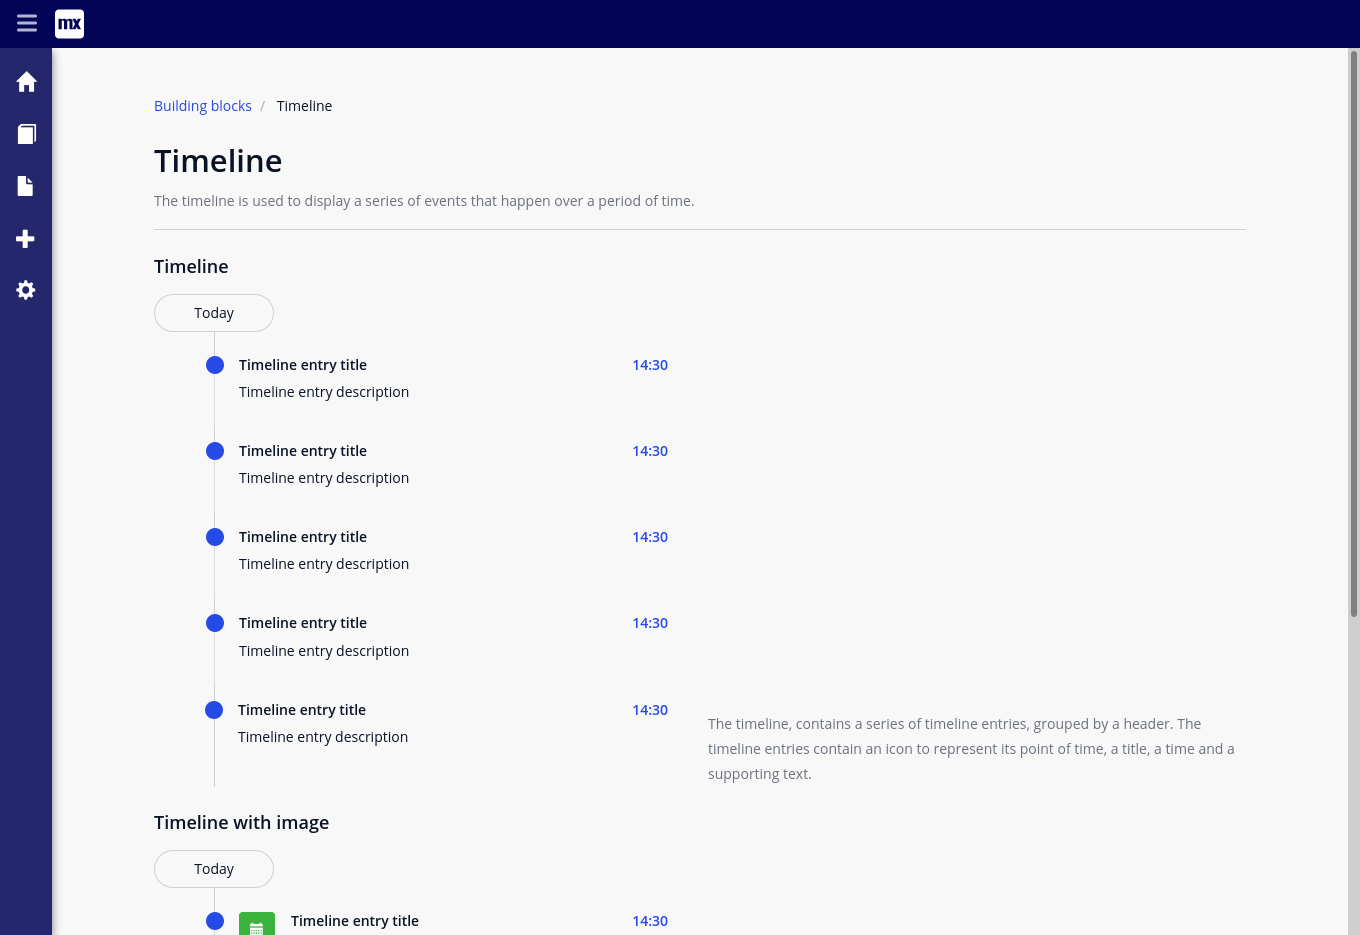 mx
Building blocks / Timeline
Timeline
The timeline is used to display a series of events that happen over a period of time.
Timeline
Today
Timeline entry title 14:30
Timeline entry description
Timeline entry title 14:30
Timeline entry description
Timeline entry title 14:30
Timeline entry description
Timeline entry title 14:30
Timeline entry description
Timeline entry title 14:30
Timeline entry description
The timeline, contains a series of timeline entries, grouped by a header. The
timeline entries contain an icon to represent its point of time, a title, a time and a
supporting text.
Timeline with image
Today
Timeline entry title 14:30